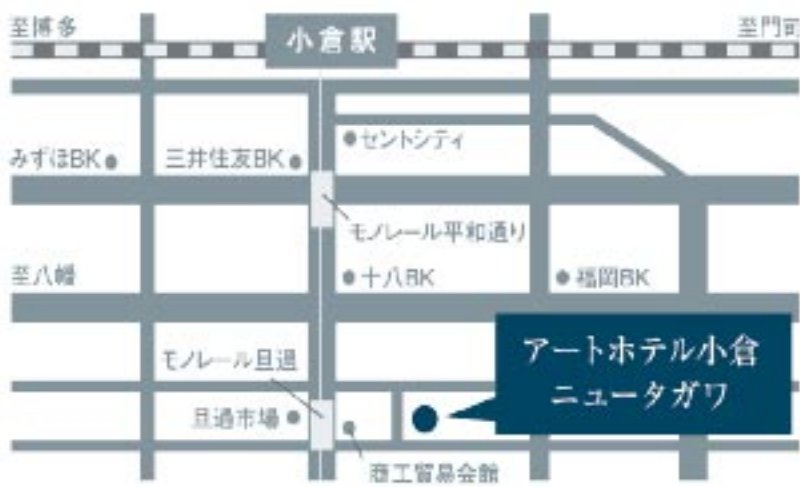 至博多
小倉駅
至門司
セントシティ
みずほBK
三井住友BK
モノレール平和通り
至八幡
十八BK
福岡BK
アートホテル小倉
ニュータガワ
モノレール旦過
旦過市場
商工貿易会館